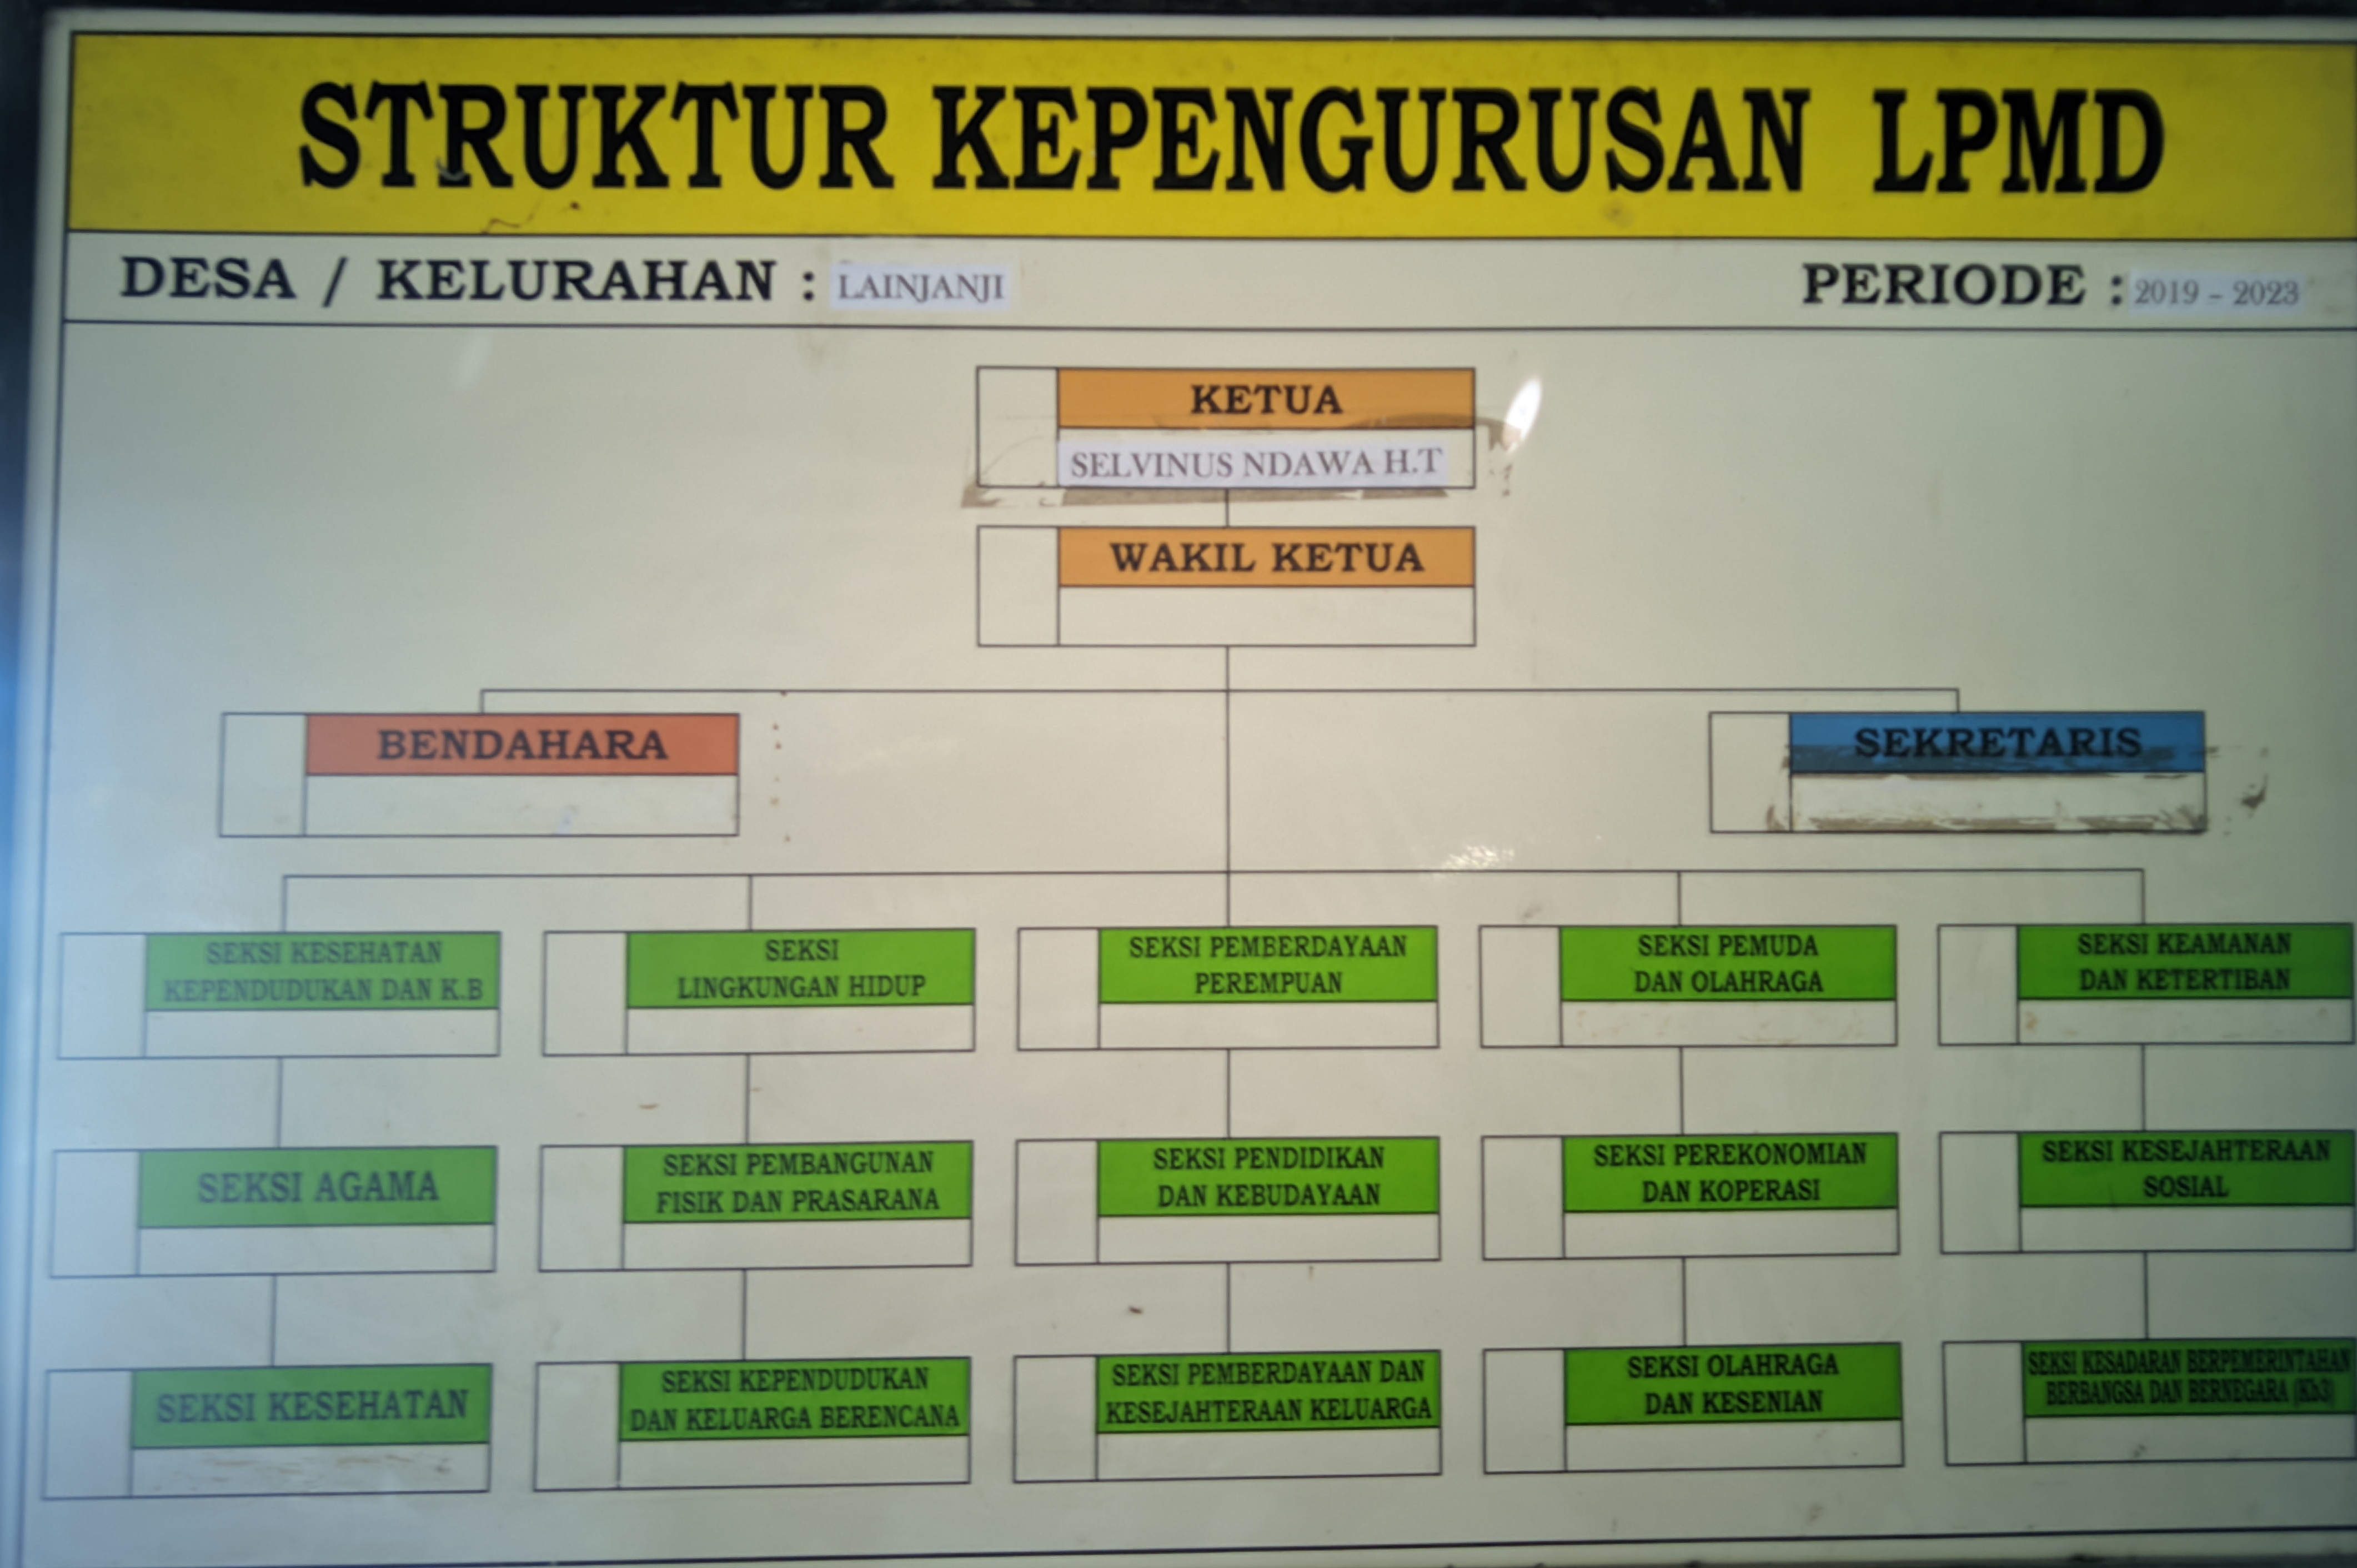 STRUKTUR KEPENGURUSAN LPMD
DESA / KELURAHAN : LAINJANJI
PERIODE : 2019 - 2023
KETUA
SELVINUS NDAWA H.T
WAKIL KETUA
BENDAHARA
SEKRETARIS
SEKSI KESEHATAN
KEPENDUDUKAN DAN K.B
SEKSI
LINGKUNGAN HIDUP
SEKSI PEMBERDAYAAN
PEREMPUAN
SEKSI PEMUDA
DAN OLAHRAGA
SEKSI KEAMANAN
DAN KETERTIBAN
SEKSI AGAMA
SEKSI PEMBANGUNAN
FISIK DAN PRASARANA
SEKSI PENDIDIKAN
DAN KEBUDAYAAN
SEKSI PEREKONOMIAN
DAN KOPERASI
SEKSI KESEJAHTERAAN
SOSIAL
SEKSI KESEHATAN
SEKSI KEPENDUDUKAN
DAN KELUARGA BERENCANA
SEKSI PEMBERDAYAAN DAN
KESEJAHTERAAN KELUARGA
SEKSI OLAHRAGA
DAN KESENIAN
SEKSI KESADARAN BERPEMERINTAHAN
BERBANGSA DAN BERNEGARA (Kb3)